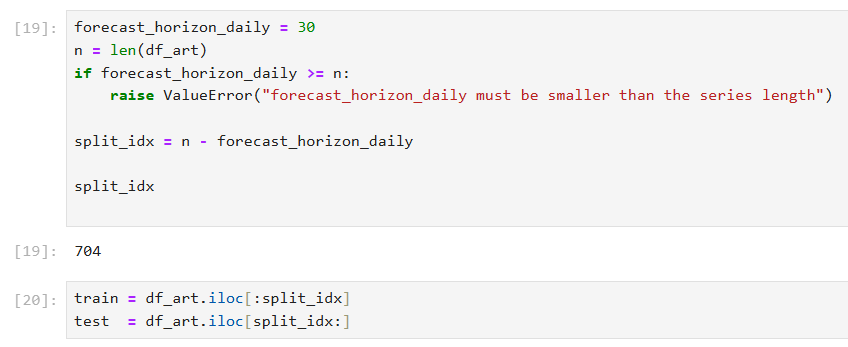 [19]: forecast_horizon_daily = 30
n = len(df_art)
if forecast_horizon_daily >= n:
    raise ValueError("forecast_horizon_daily must be smaller than the series length")
split_idx = n - forecast_horizon_daily
split_idx
[19]: 704
[20]: train = df_art.iloc[:split_idx]
test  = df_art.iloc[split_idx:]